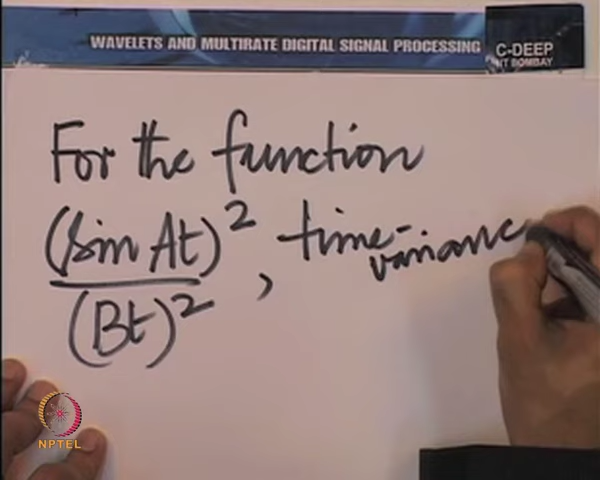 WAVELETS AND MULTIRATE DIGITAL SIGNAL PROCESSING
C-DEEP
IIT BOMBAY
For the function
(sin At)²
(Bt)²
, time-
variance
NPTEL